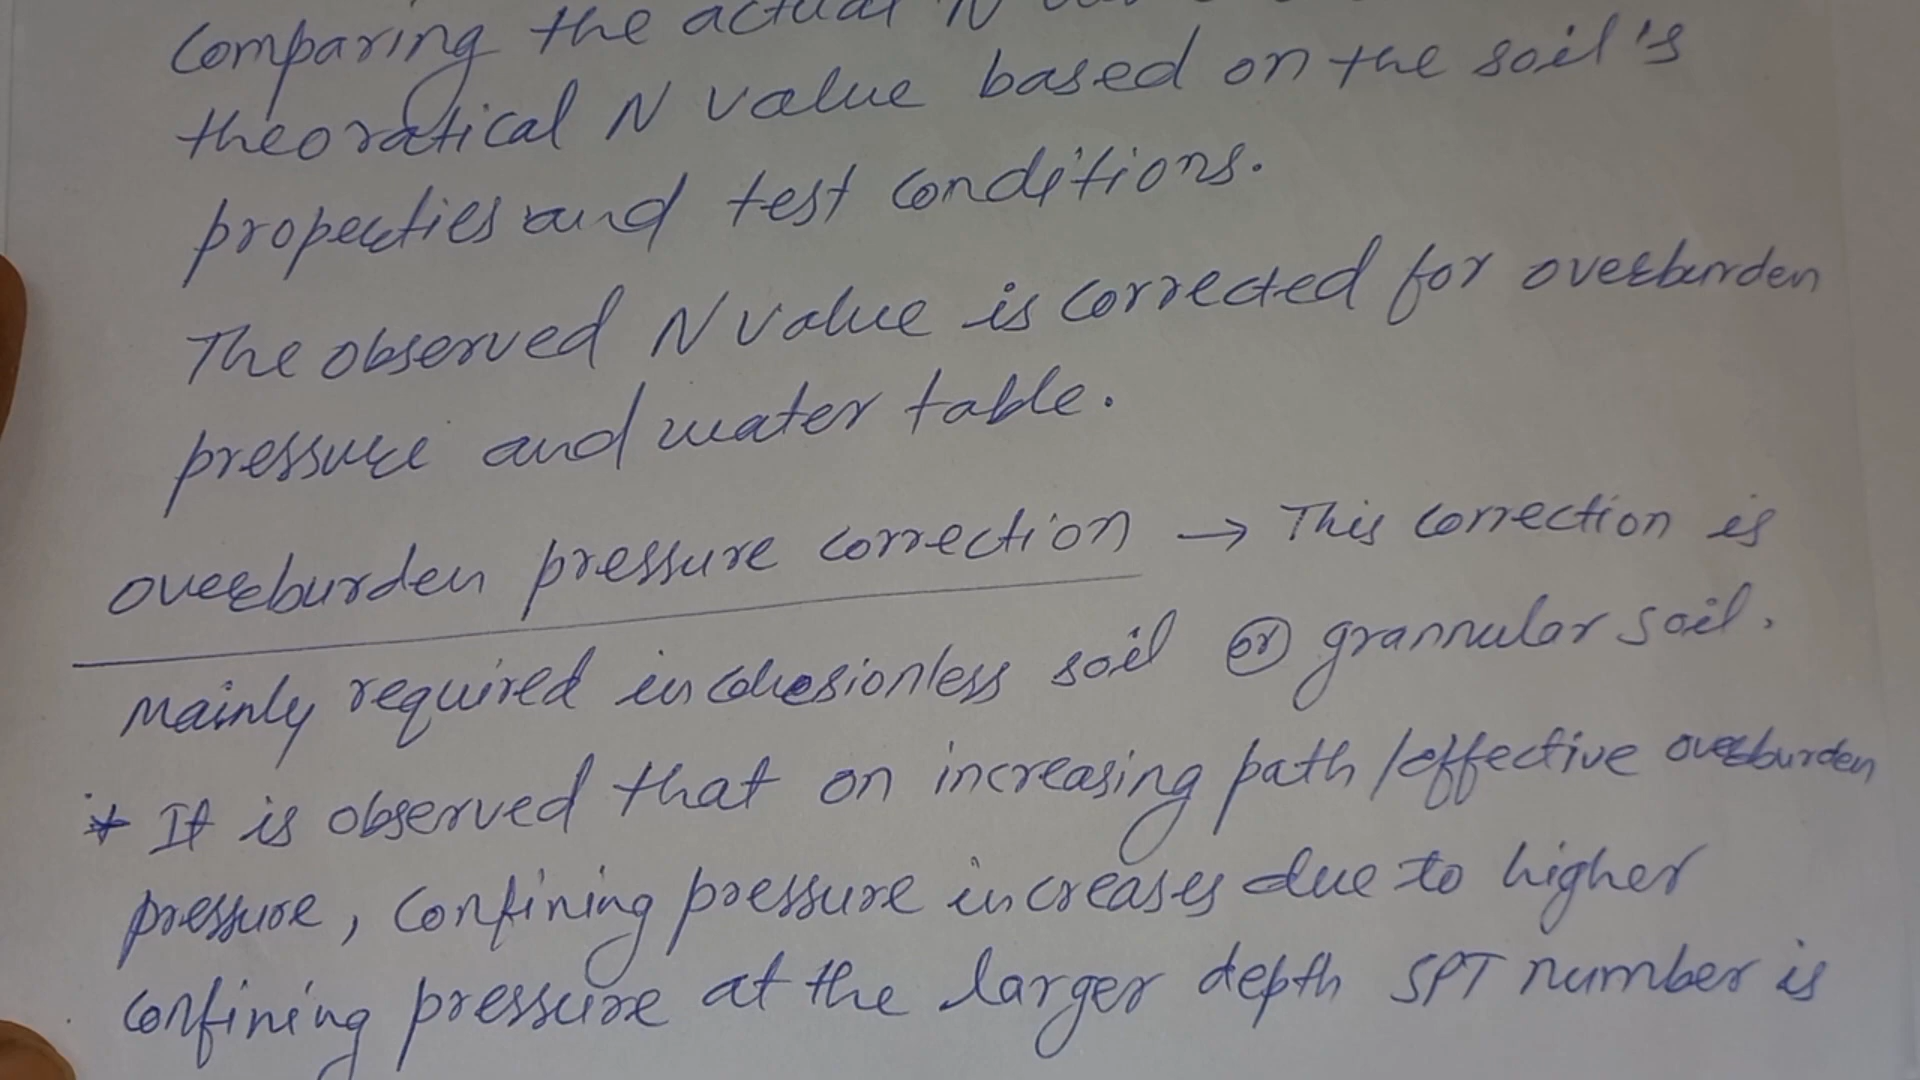 Comparing the actual N
theoratical N value based on the soil's
properties and test conditions.
The observed N value is corrected for overburden
pressure and water table.
overburden pressure correction → This correction is
Mainly required in cohesionless soil or grannular soil.
* It is observed that on increasing path / effective overburden
pressure, confining pressure increases due to higher
confining pressure at the larger depth SPT number is